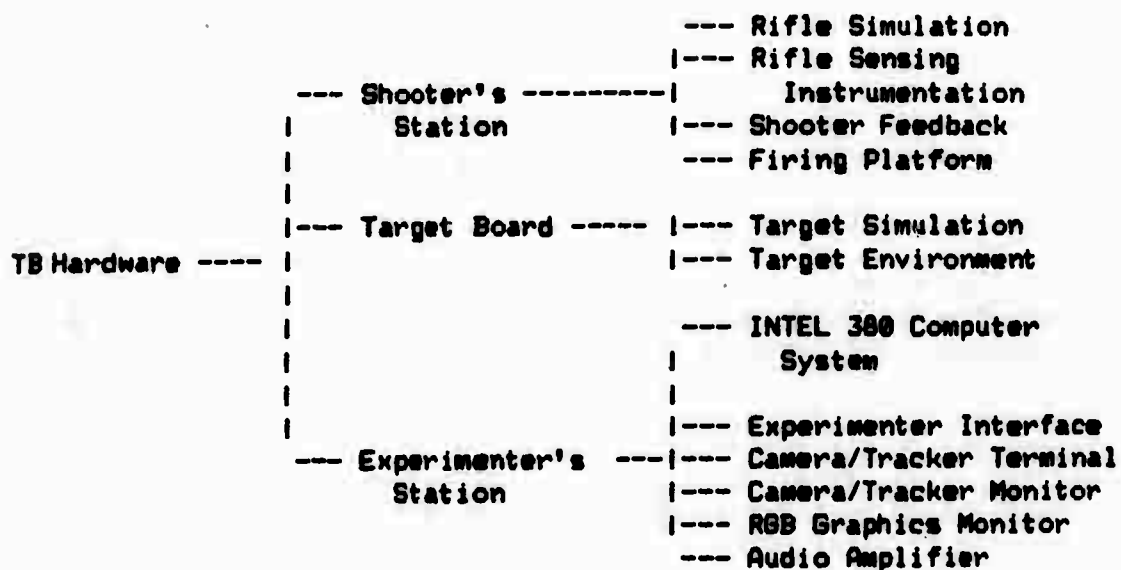 --- Rifle Simulation
|--- Rifle Sensing
--- Shooter's ---------| Instrumentation
| Station |--- Shooter Feedback
| --- Firing Platform
|
|--- Target Board ----- |--- Target Simulation
TB Hardware ---- | |--- Target Environment
|
| --- INTEL 380 Computer
| | System
| |
| |--- Experimenter Interface
--- Experimenter's ---|--- Camera/Tracker Terminal
Station |--- Camera/Tracker Monitor
|--- RGB Graphics Monitor
--- Audio Amplifier